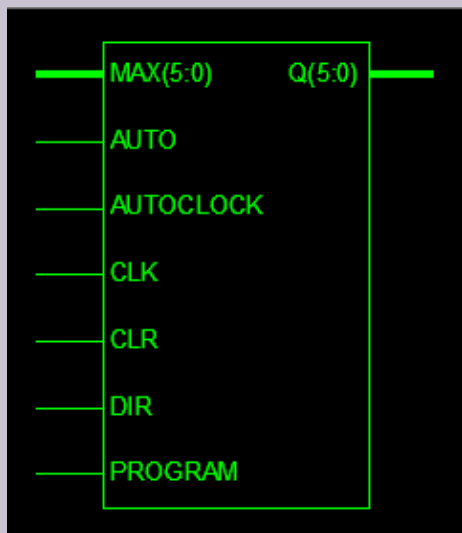 MAX(5:0) Q(5:0)
AUTO
AUTOCLOCK
CLK
CLR
DIR
PROGRAM